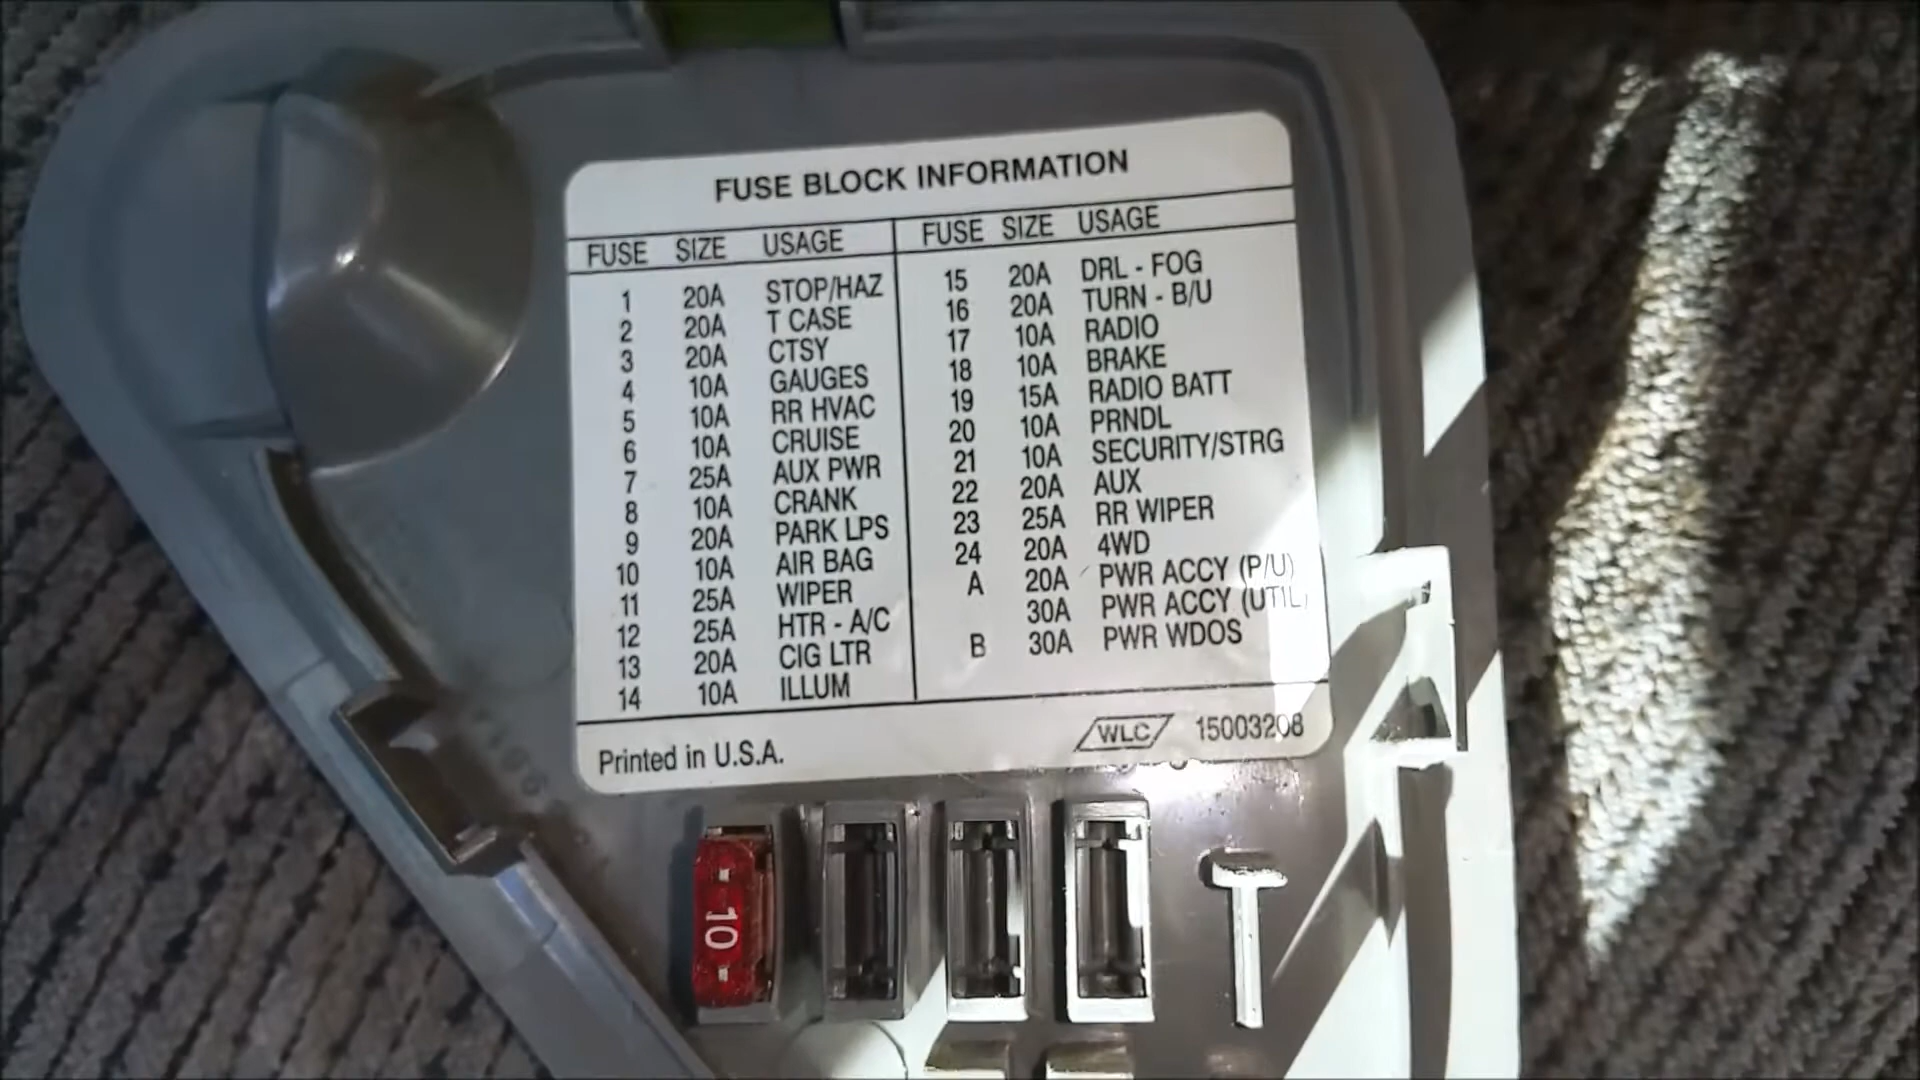 FUSE BLOCK INFORMATION
FUSE SIZE USAGE
1 20A STOP/HAZ
2 20A T CASE
3 20A CTSY
4 10A GAUGES
5 10A RR HVAC
6 10A CRUISE
7 25A AUX PWR
8 10A CRANK
9 20A PARK LPS
10 10A AIR BAG
11 25A WIPER
12 25A HTR - A/C
13 20A CIG LTR
14 10A ILLUM
FUSE SIZE USAGE
15 20A DRL - FOG
16 20A TURN - B/U
17 10A RADIO
18 10A BRAKE
19 15A RADIO BATT
20 10A PRNDL
21 10A SECURITY/STRG
22 20A AUX
23 25A RR WIPER
24 20A 4WD
A 20A PWR ACCY (P/U)
30A PWR ACCY (UTIL)
B 30A PWR WDOS
Printed in U.S.A.
WLC 15003208
10